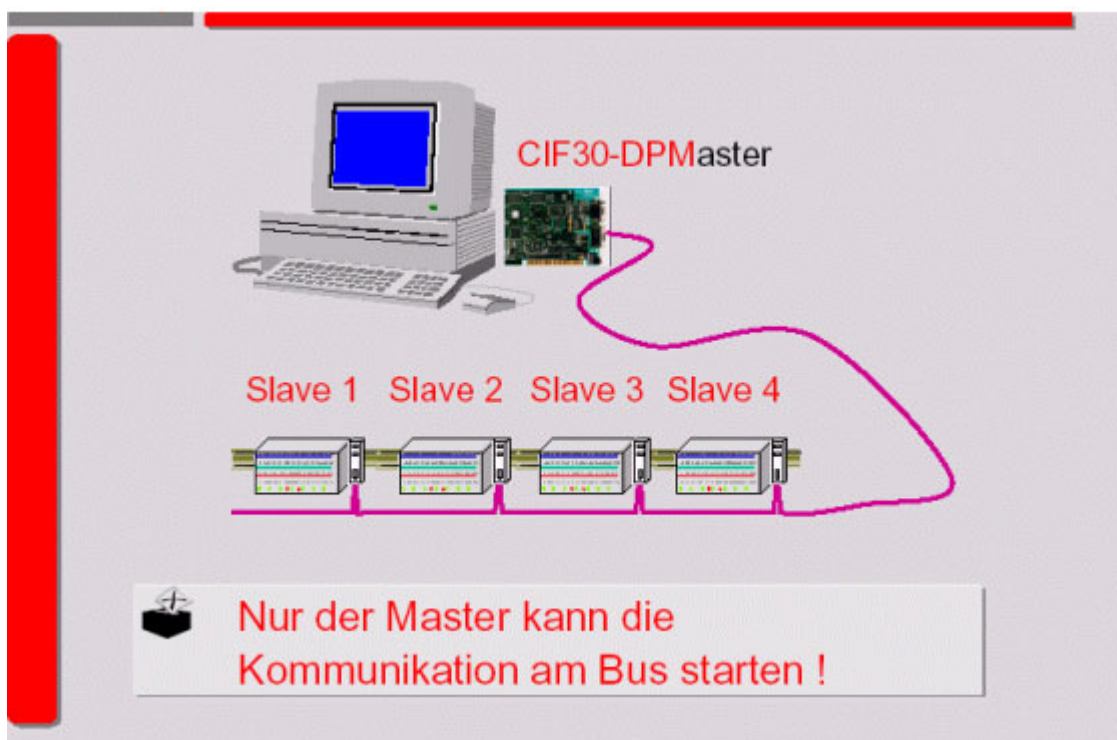 CIF30-DPMaster
Slave 1 Slave 2 Slave 3 Slave 4
Nur der Master kann die
Kommunikation am Bus starten !